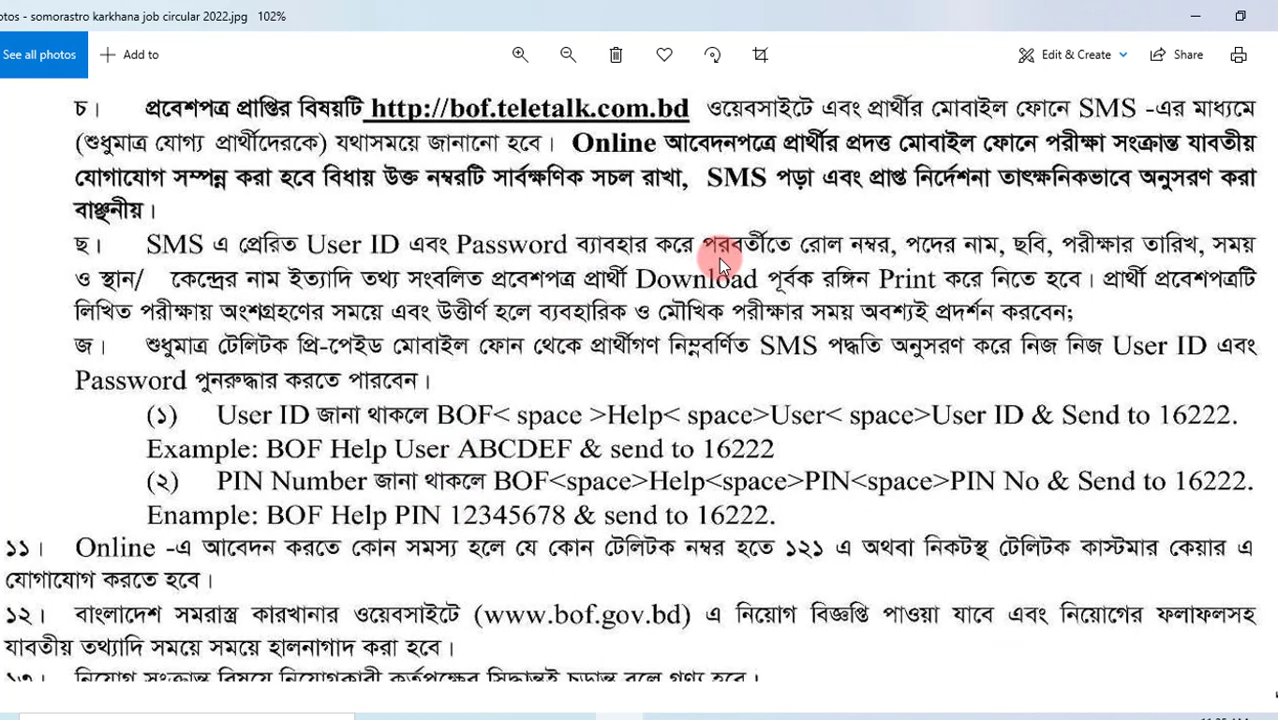 otos - somorastro karkhana job circular 2022.jpg 102%
See all photos Add to Edit & Create Share
চ। প্রবেশপত্র প্রাপ্তির বিষয়টি http://bof.teletalk.com.bd ওয়েবসাইটে এবং প্রার্থীর মোবাইল ফোনে SMS -এর মাধ্যমে
(শুধুমাত্র যোগ্য প্রার্থীদেরকে) যথাসময়ে জানানো হবে। Online আবেদনপত্রে প্রার্থীর প্রদত্ত মোবাইল ফোনে পরীক্ষা সংক্রান্ত যাবতীয়
যোগাযোগ সম্পন্ন করা হবে বিধায় উক্ত নম্বরটি সার্বক্ষণিক সচল রাখা, SMS পড়া এবং প্রাপ্ত নির্দেশনা তাৎক্ষনিকভাবে অনুসরণ করা
বাঞ্ছনীয়।
ছ। SMS এ প্রেরিত User ID এবং Password ব্যাবহার করে পরবর্তীতে রোল নম্বর, পদের নাম, ছবি, পরীক্ষার তারিখ, সময়
ও স্থান/ কেন্দ্রের নাম ইত্যাদি তথ্য সংবলিত প্রবেশপত্র প্রার্থী Download পূর্বক রঙ্গিন Print করে নিতে হবে। প্রার্থী প্রবেশপত্রটি
লিখিত পরীক্ষায় অংশগ্রহণের সময়ে এবং উত্তীর্ণ হলে ব্যবহারিক ও মৌখিক পরীক্ষার সময় অবশ্যই প্রদর্শন করবেন;
জ। শুধুমাত্র টেলিটক প্রি-পেইড মোবাইল ফোন থেকে প্রার্থীগণ নিম্নবর্ণিত SMS পদ্ধতি অনুসরণ করে নিজ নিজ User ID এবং
Password পুনরুদ্ধার করতে পারবেন।
(১) User ID জানা থাকলে BOF< space >Help< space>User< space>User ID & Send to 16222.
Example: BOF Help User ABCDEF & send to 16222
(২) PIN Number জানা থাকলে BOF<space>Help<space>PIN<space>PIN No & Send to 16222.
Enample: BOF Help PIN 12345678 & send to 16222.
১১। Online -এ আবেদন করতে কোন সমস্য হলে যে কোন টেলিটক নম্বর হতে ১২১ এ অথবা নিকটস্থ টেলিটক কাস্টমার কেয়ার এ
যোগাযোগ করতে হবে।
১২। বাংলাদেশ সমরাস্ত্র কারখানার ওয়েবসাইটে (www.bof.gov.bd) এ নিয়োগ বিজ্ঞপ্তি পাওয়া যাবে এবং নিয়োগের ফলাফলসহ
যাবতীয় তথ্যাদি সময়ে সময়ে হালনাগাদ করা হবে।
১৩। নিয়োগ সংক্রান্ত বিষয়ে নিয়োগকারী কর্তৃপক্ষের সিদ্ধান্তই চূড়ান্ত বলে গণ্য হবে।